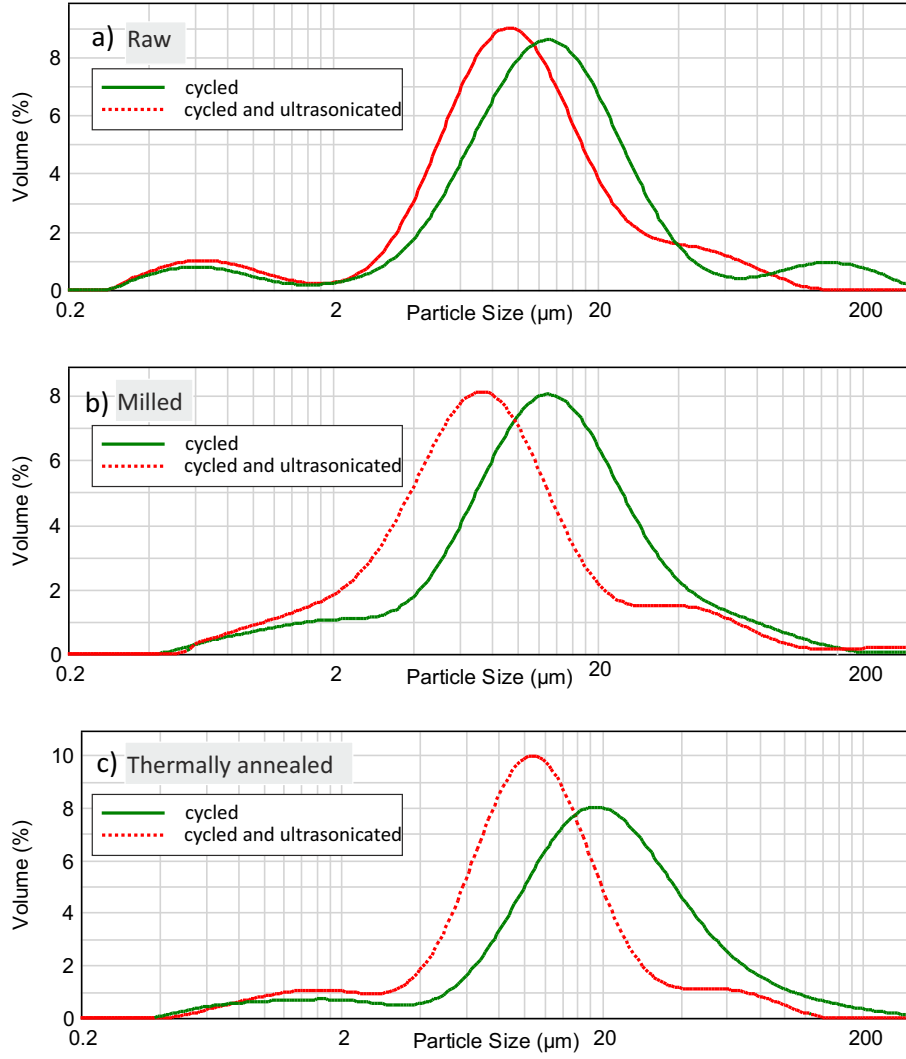 a) Raw
cycled
cycled and ultrasonicated
Volume (%)
8
6
4
2
0
0.2 2 Particle Size (µm) 20 200
b) Milled
cycled
cycled and ultrasonicated
Volume (%)
8
6
4
2
0
0.2 2 Particle Size (µm) 20 200
c) Thermally annealed
cycled
cycled and ultrasonicated
Volume (%)
10
8
6
4
2
0
0.2 2 Particle Size (µm) 20 200